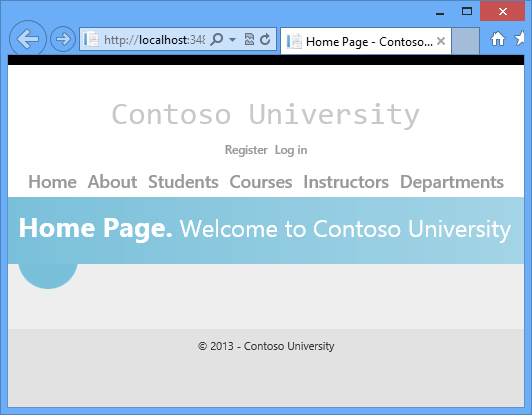 http://localhost:348
Home Page - Contoso...
Contoso University
Register Log in
Home About Students Courses Instructors Departments
Home Page. Welcome to Contoso University
© 2013 - Contoso University